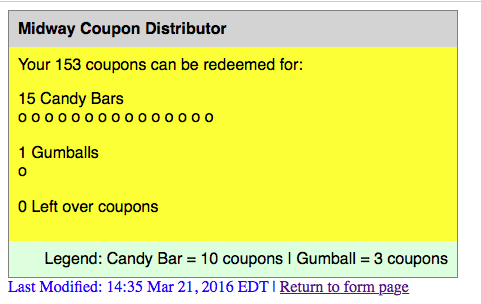 Midway Coupon Distributor
Your 153 coupons can be redeemed for:
15 Candy Bars
o o o o o o o o o o o o o o o
1 Gumballs
o
0 Left over coupons
Legend: Candy Bar = 10 coupons | Gumball = 3 coupons
Last Modified: 14:35 Mar 21, 2016 EDT | Return to form page